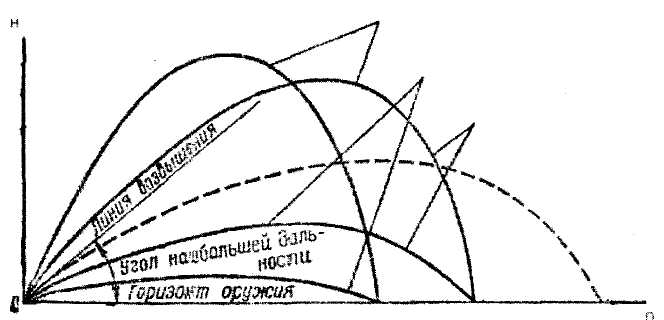 Н
Линия возвышения
Угол наибольшей даль-
ности
Горизонт оружия